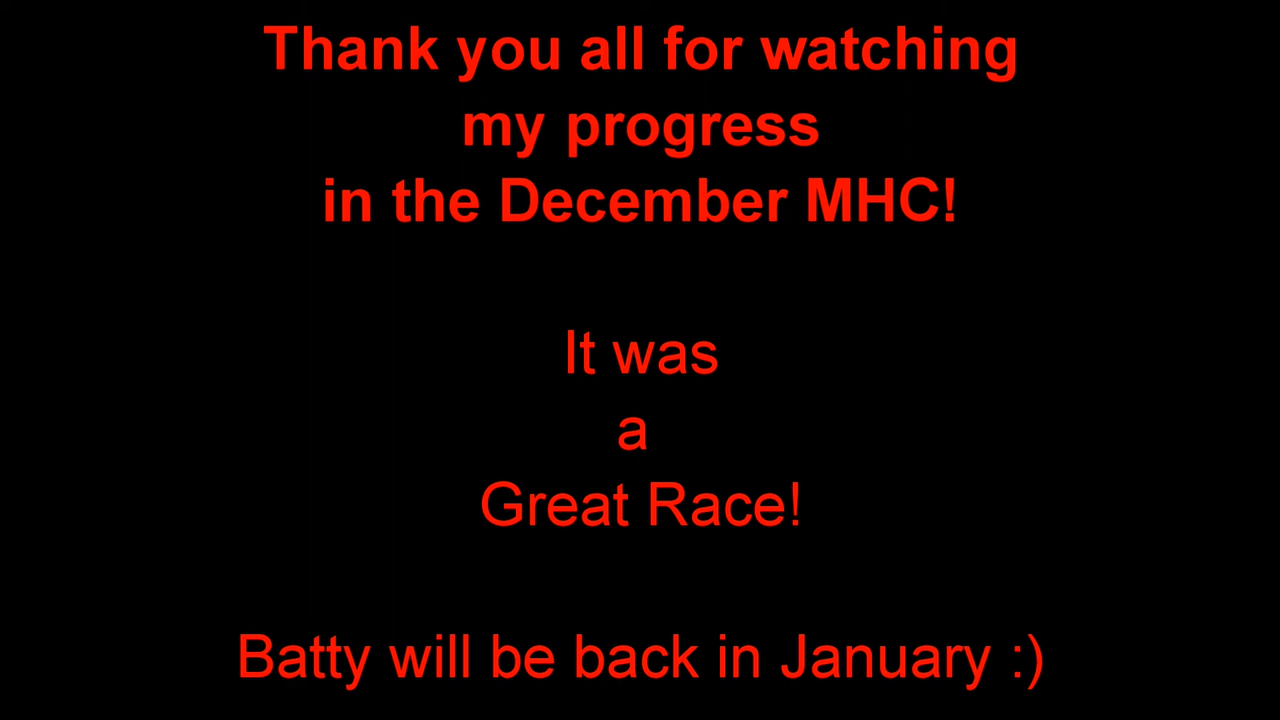 Thank you all for watching
my progress
in the December MHC!
It was
a
Great Race!
Batty will be back in January :)